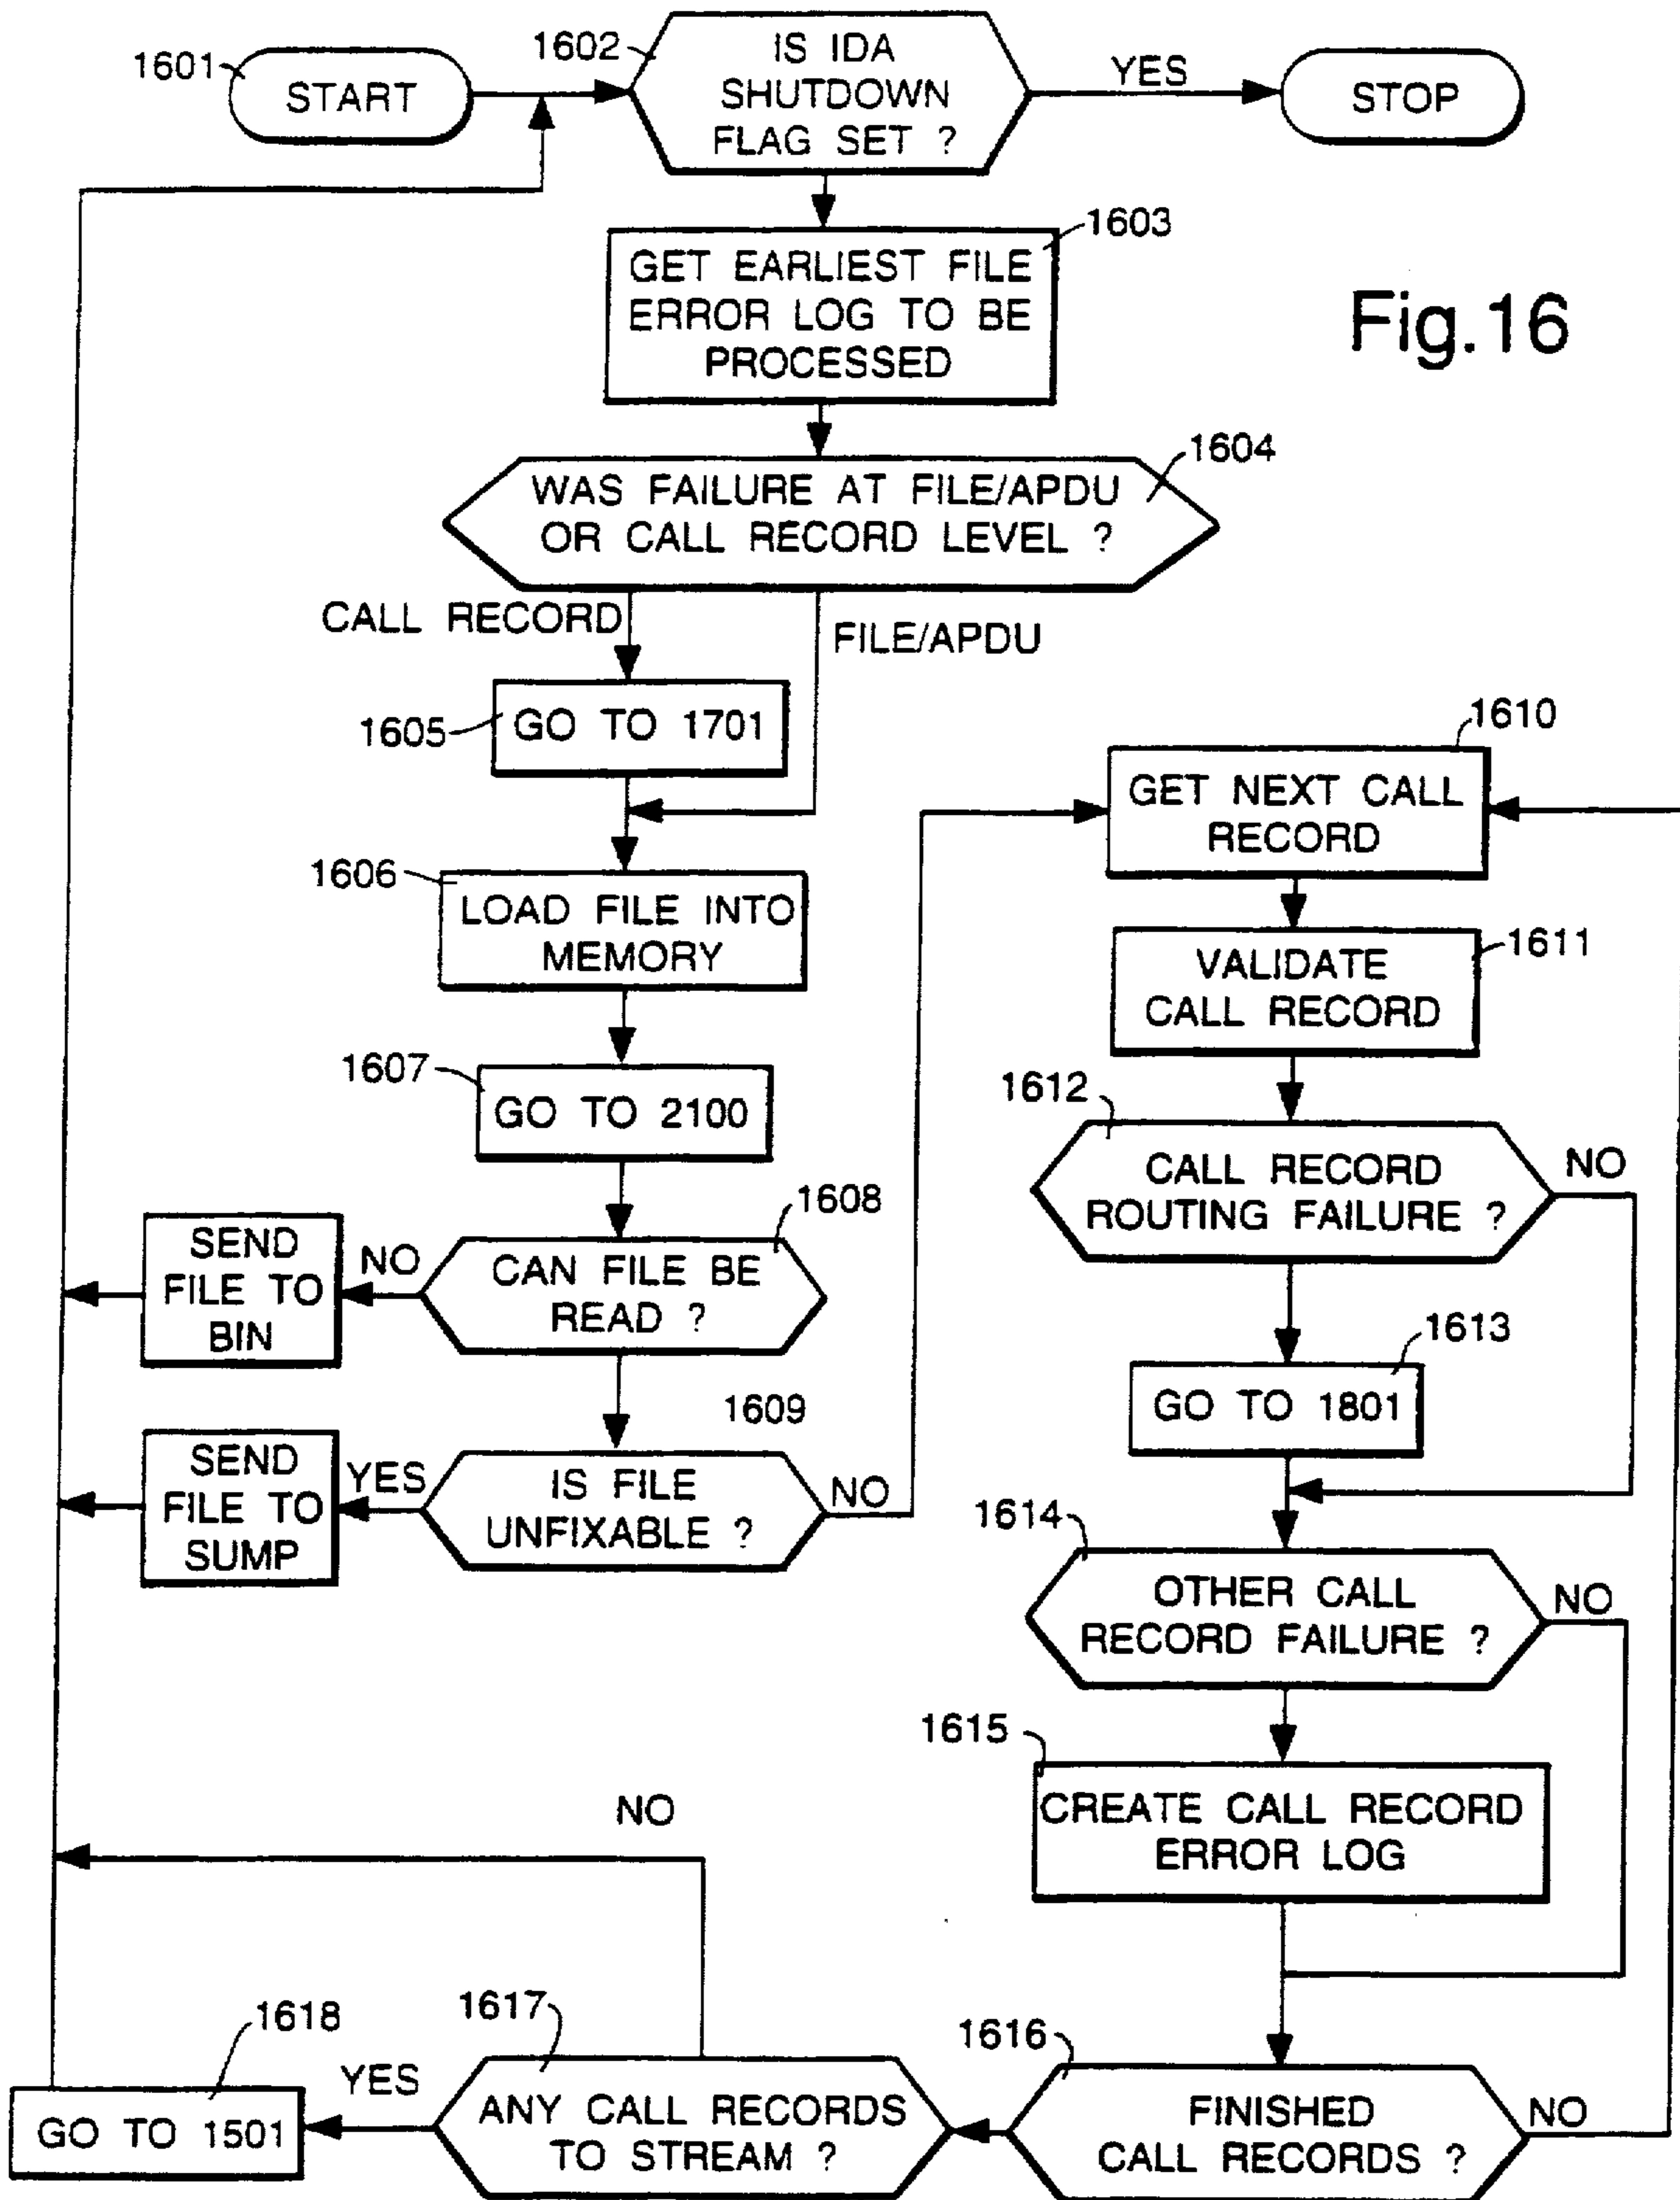 1601
START
1602
IS IDA
SHUTDOWN
FLAG SET ?
YES
STOP
1603
GET EARLIEST FILE
ERROR LOG TO BE
PROCESSED
Fig.16
1604
WAS FAILURE AT FILE/APDU
OR CALL RECORD LEVEL ?
CALL RECORD
FILE/APDU
1605
GO TO 1701
1606
LOAD FILE INTO
MEMORY
1607
GO TO 2100
1608
CAN FILE BE
READ ?
NO
SEND
FILE TO
BIN
1609
IS FILE
UNFIXABLE ?
YES
SEND
FILE TO
SUMP
NO
1610
GET NEXT CALL
RECORD
1611
VALIDATE
CALL RECORD
1612
CALL RECORD
ROUTING FAILURE ?
NO
1613
GO TO 1801
1614
OTHER CALL
RECORD FAILURE ?
NO
1615
CREATE CALL RECORD
ERROR LOG
1616
FINISHED
CALL RECORDS ?
NO
1617
ANY CALL RECORDS
TO STREAM ?
NO
YES
1618
GO TO 1501